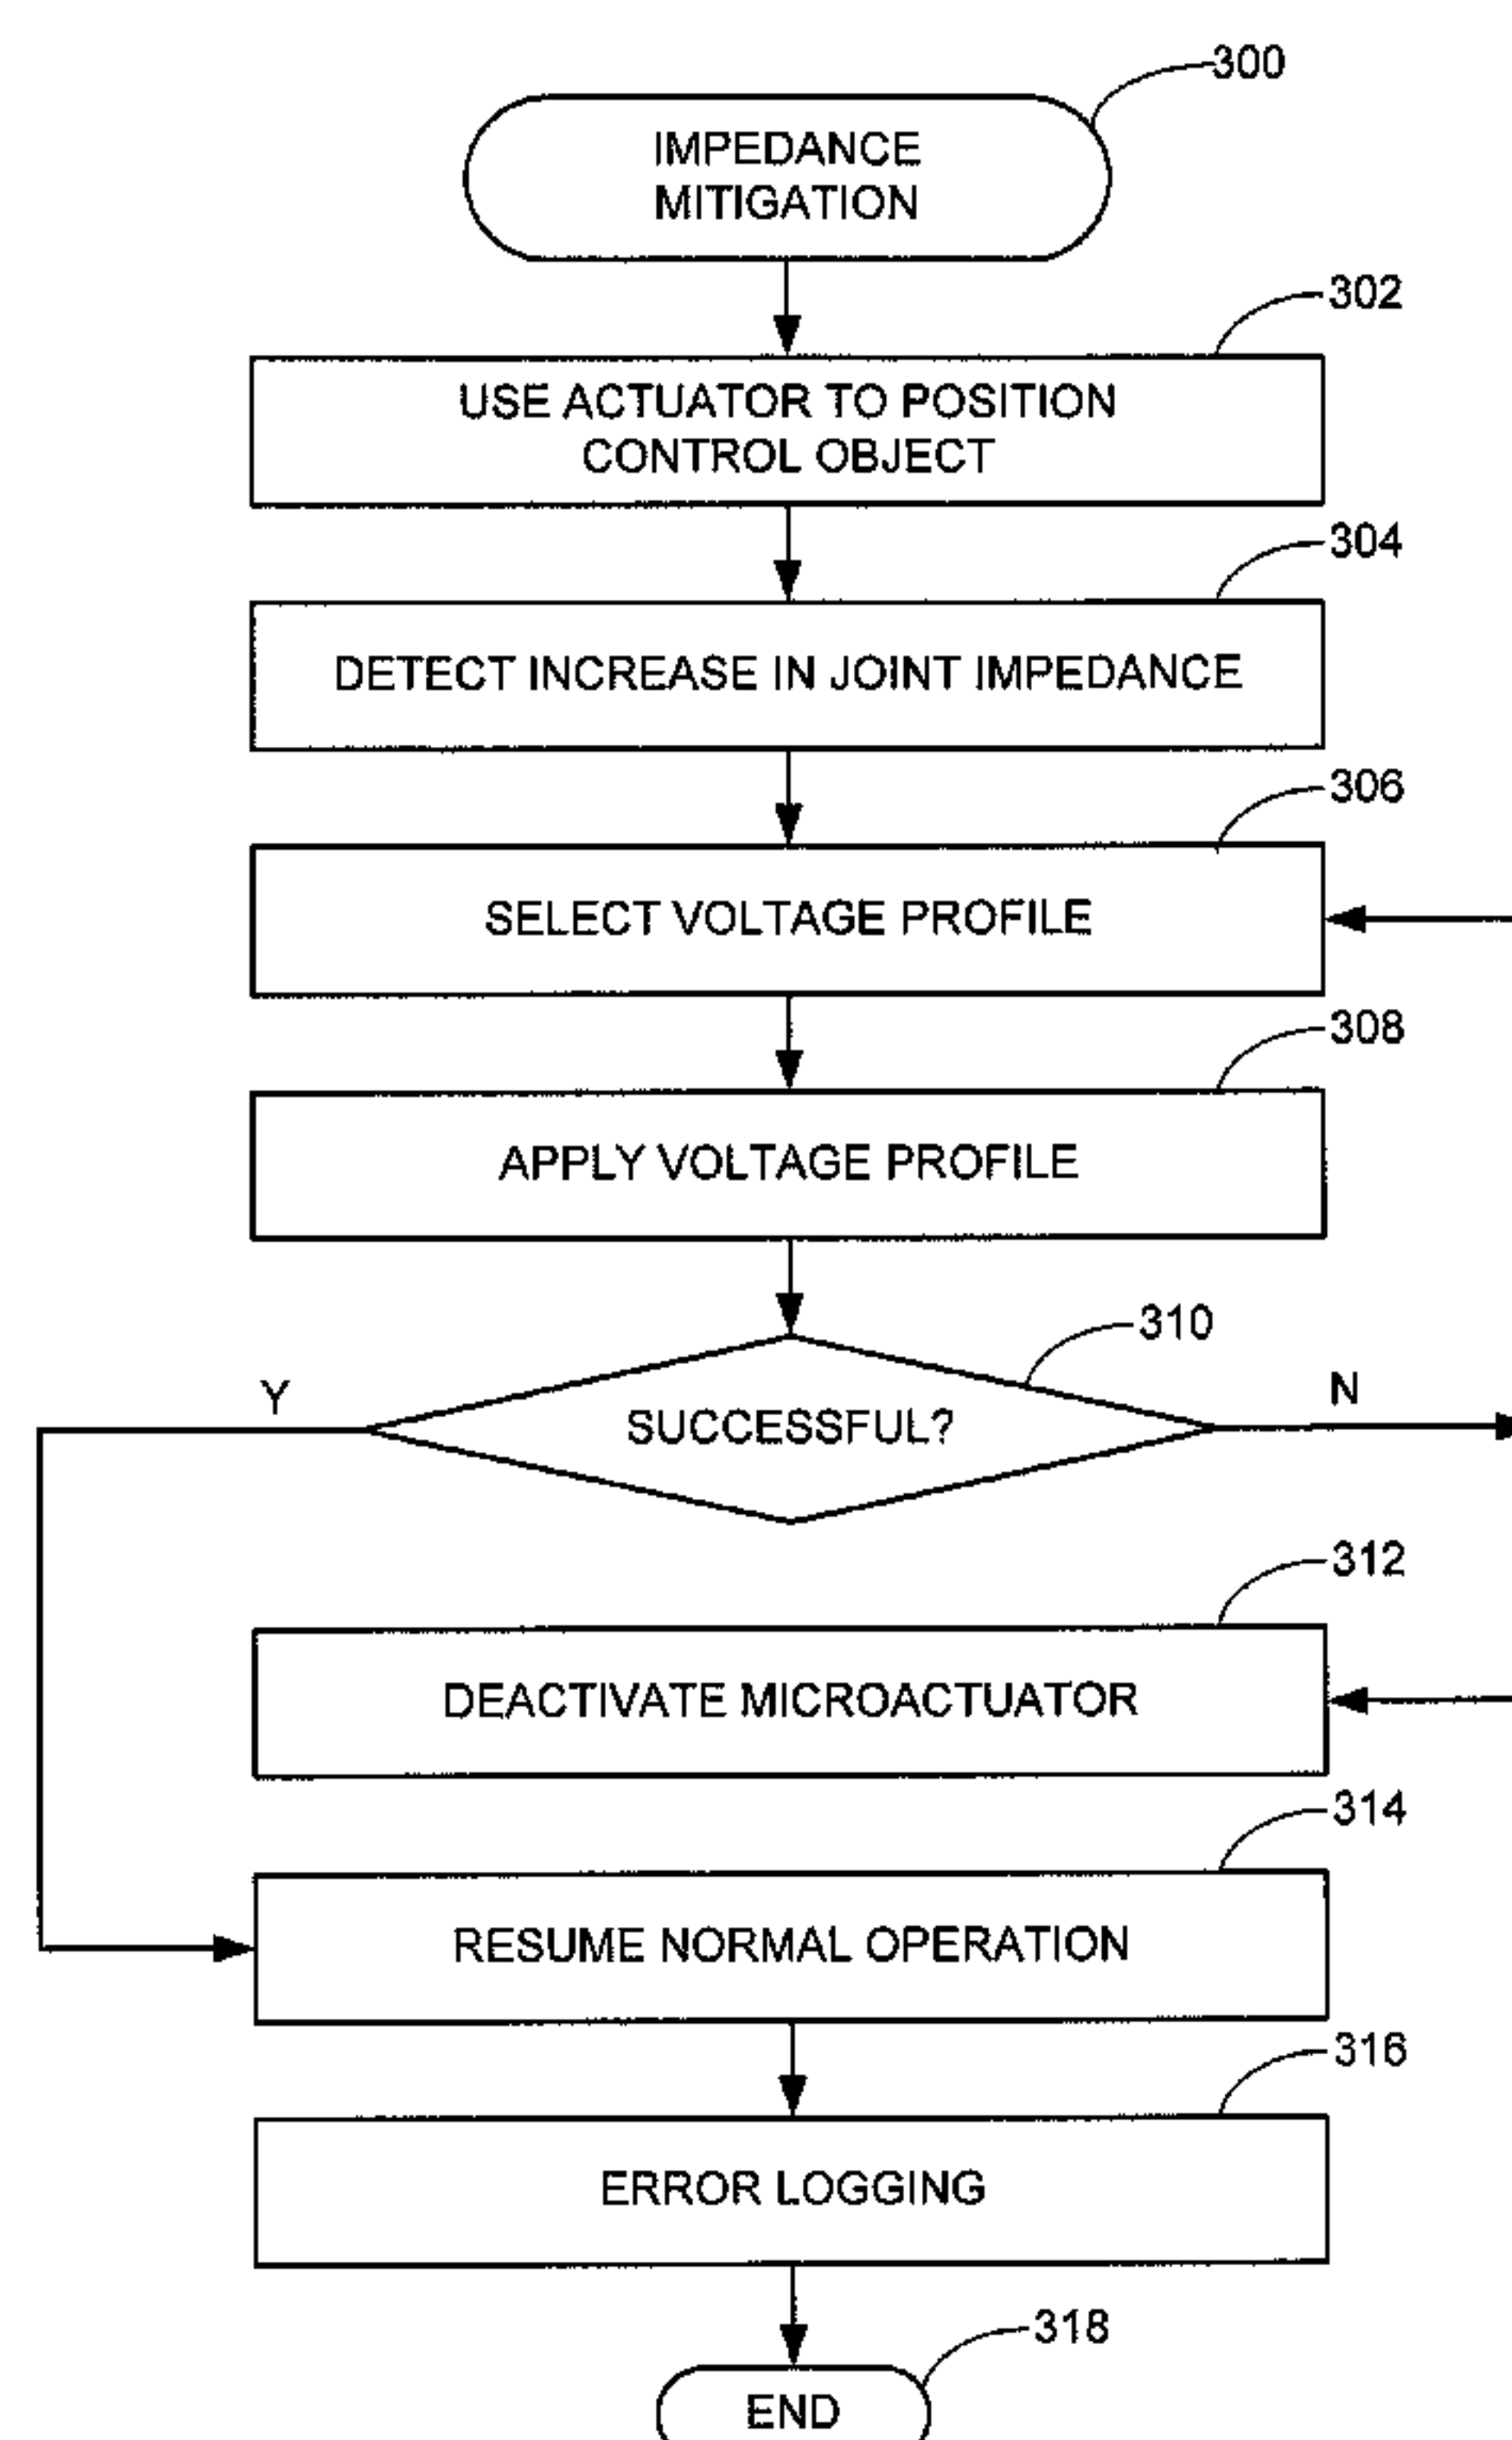 300
IMPEDANCE
MITIGATION
302
USE ACTUATOR TO POSITION
CONTROL OBJECT
304
DETECT INCREASE IN JOINT IMPEDANCE
306
SELECT VOLTAGE PROFILE
308
APPLY VOLTAGE PROFILE
310
Y
SUCCESSFUL?
N
312
DEACTIVATE MICROACTUATOR
314
RESUME NORMAL OPERATION
316
ERROR LOGGING
318
END